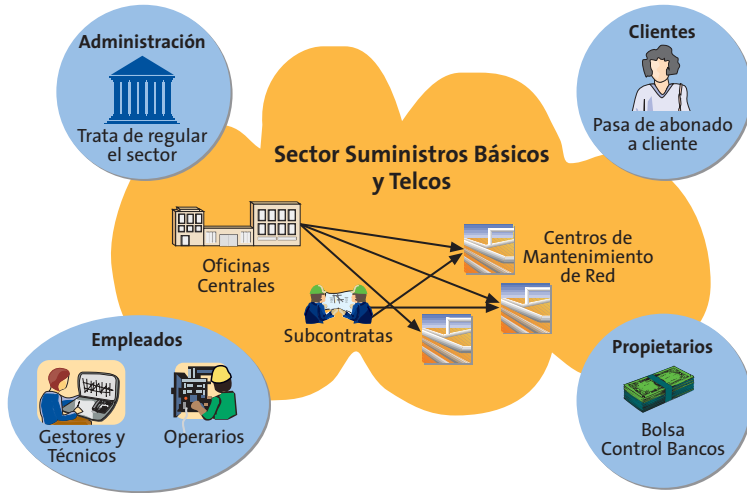 Administración
Trata de regular
el sector
Clientes
Pasa de abonado
a cliente
Sector Suministros Básicos
y Telcos
Oficinas
Centrales
Centros de
Mantenimiento
de Red
Subcontratas
Empleados
Gestores y
Técnicos
Operarios
Propietarios
Bolsa
Control Bancos